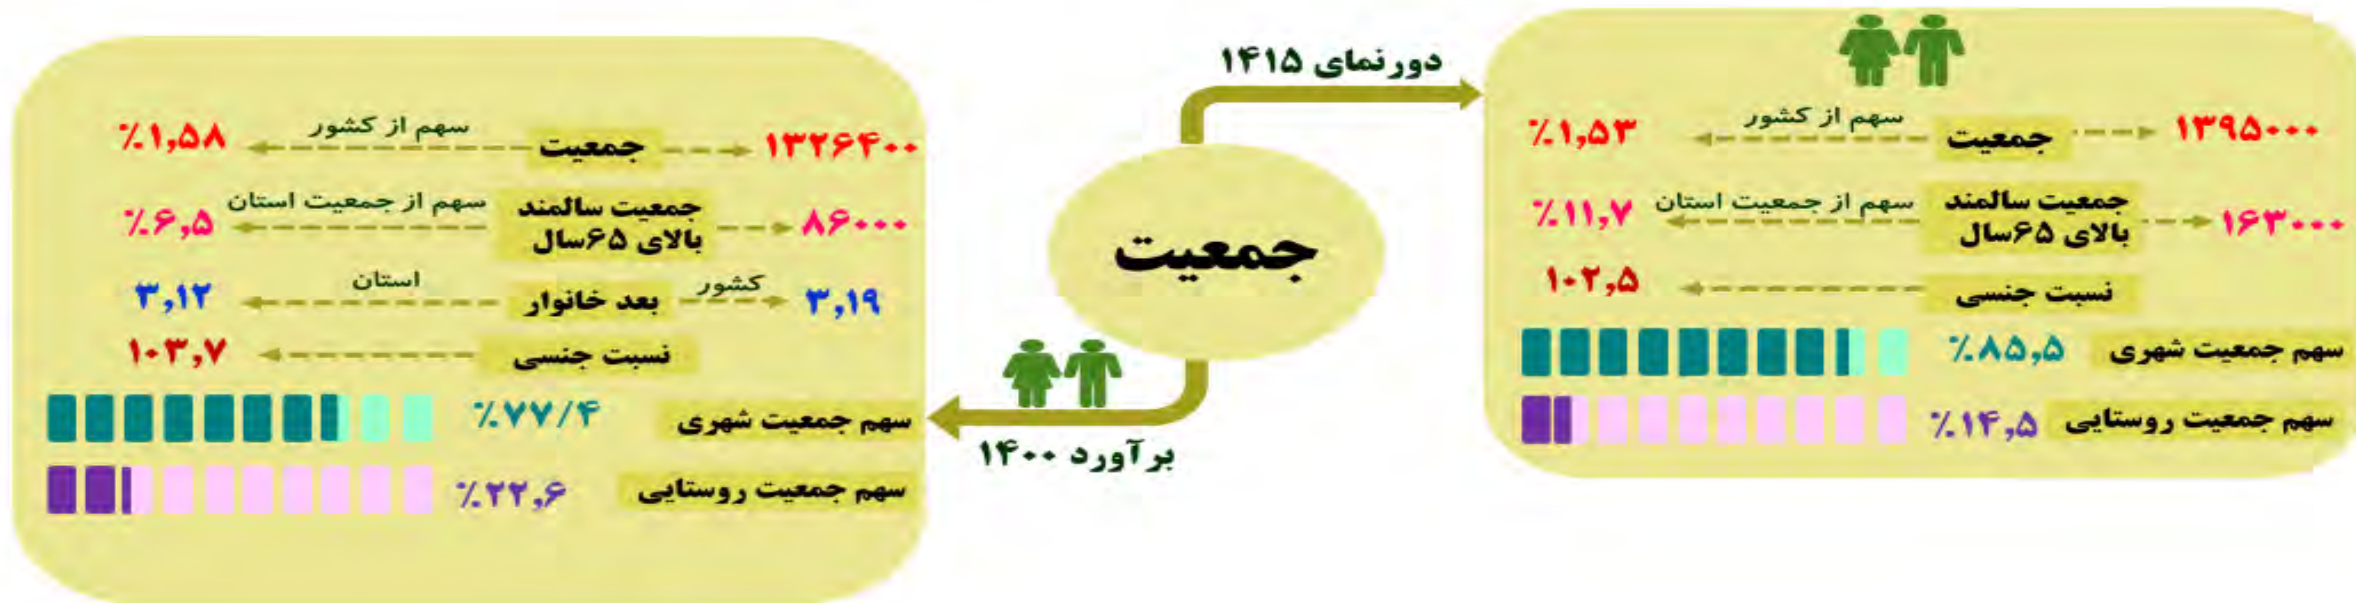 دورنمای ۱۴۱۵
۱۳۹۵۰۰۰ جمعیت سهم از کشور ٪۱,۵۳
۱۶۳۰۰۰ جمعیت سالمند بالای ۶۵سال سهم از جمعیت استان ٪۱۱,۷
نسبت جنسی ۱۰۲,۵
سهم جمعیت شهری ٪۸۵,۵
سهم جمعیت روستایی ٪۱۴,۵
جمعیت
برآورد ۱۴۰۰
۱۳۲۶۴۰۰ جمعیت سهم از کشور ٪۱,۵۸
۸۶۰۰۰ جمعیت سالمند بالای ۶۵سال سهم از جمعیت استان ٪۶,۵
۳,۱۹ کشور بعد خانوار استان ۳,۱۲
نسبت جنسی ۱۰۳,۷
سهم جمعیت شهری ٪۷۷/۴
سهم جمعیت روستایی ٪۲۲,۶